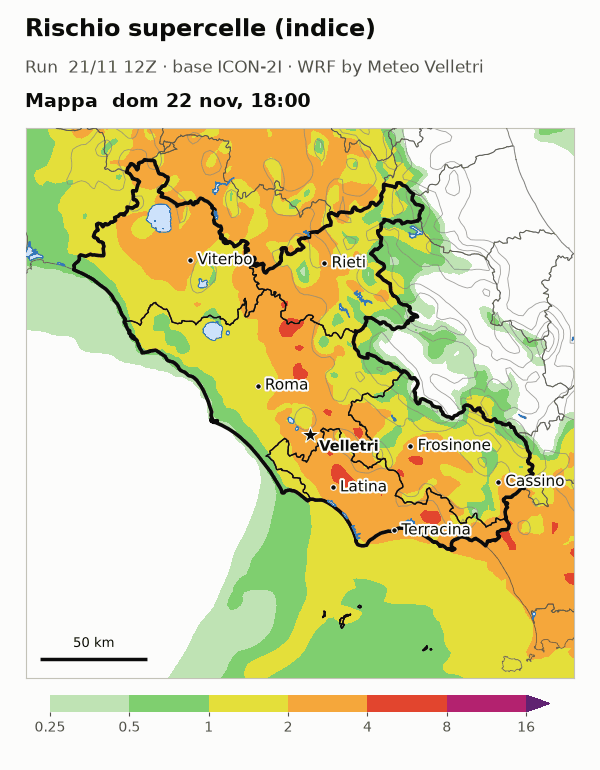 Rischio supercelle (indice)
Run  21/11 12Z · base ICON-2I · WRF by Meteo Velletri
Mappa  dom 22 nov, 18:00
Viterbo
Rieti
Roma
Velletri
Frosinone
Cassino
Latina
Terracina
50 km
0.25 0.5 1 2 4 8 16